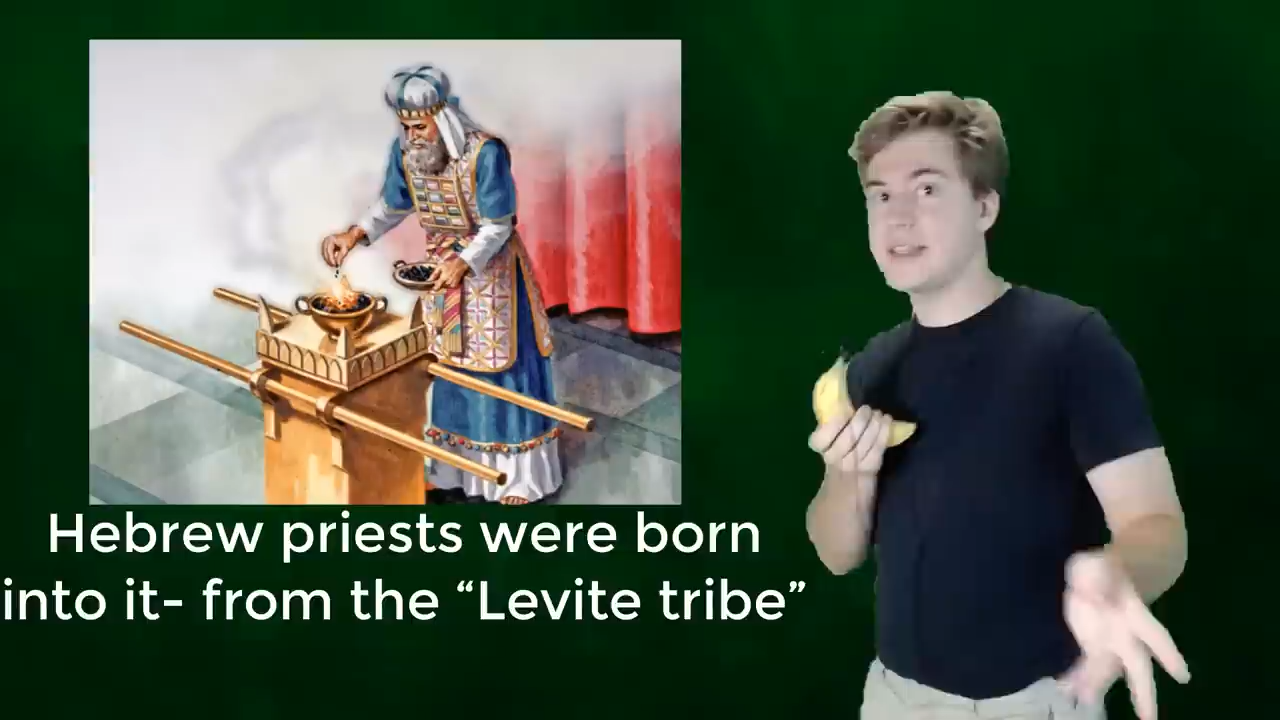 Hebrew priests were born
into it- from the “Levite tribe”